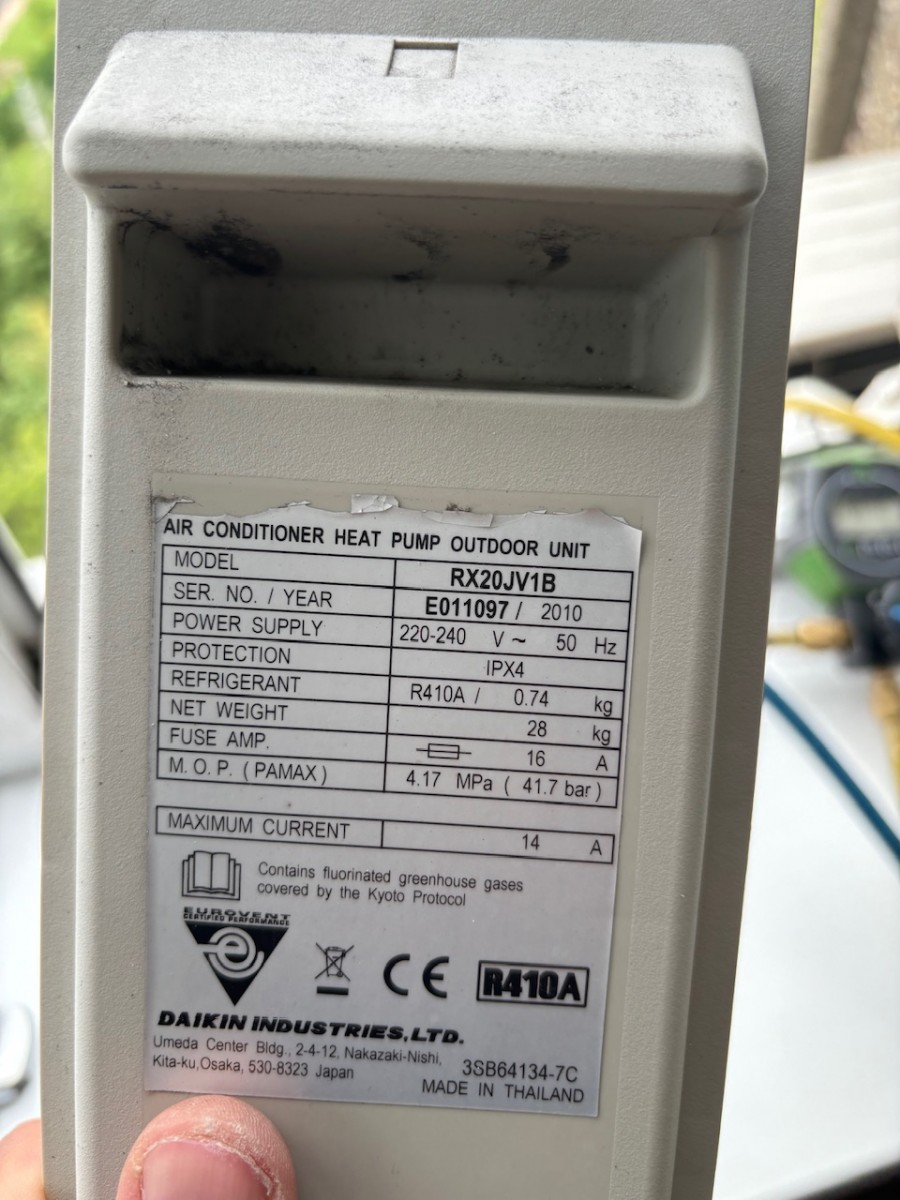 AIR CONDITIONER HEAT PUMP OUTDOOR UNIT
MODEL RX20JV1B
SER. NO. / YEAR E011097 / 2010
POWER SUPPLY 220-240 V ~ 50 Hz
PROTECTION IPX4
REFRIGERANT R410A / 0.74 kg
NET WEIGHT 28 kg
FUSE AMP. 16 A
M.O.P. (PAMAX) 4.17 MPa ( 41.7 bar )
MAXIMUM CURRENT 14 A
Contains fluorinated greenhouse gases
covered by the Kyoto Protocol
EUROVENT
CERTIFIED PERFORMANCE
e
CE
R410A
DAIKIN INDUSTRIES,LTD.
Umeda Center Bldg., 2-4-12, Nakazaki-Nishi,
Kita-ku,Osaka, 530-8323 Japan
3SB64134-7C
MADE IN THAILAND